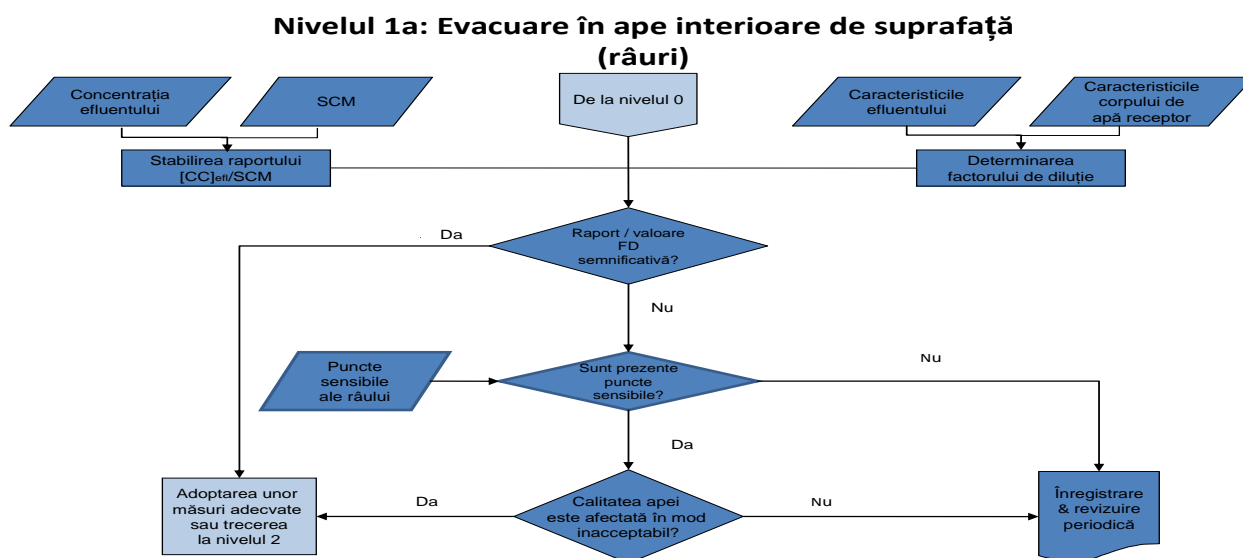 Nivelul 1a: Evacuare în ape interioare de suprafață
(râuri)
Concentrația
efluentului
SCM
De la nivelul 0
Caracteristicile
efluentului
Caracteristicile
corpului de
apă receptor
Stabilirea raportului
[CC]efl/SCM
Determinarea
factorului de diluție
Da
Raport / valoare
FD
semnificativă?
Nu
Puncte
sensibile
ale râului
Sunt prezente
puncte
sensibile?
Nu
Da
Adoptarea unor
măsuri adecvate
sau trecerea
la nivelul 2
Da
Calitatea apei
este afectată în mod
inacceptabil?
Nu
Înregistrare
& revizuire
periodică